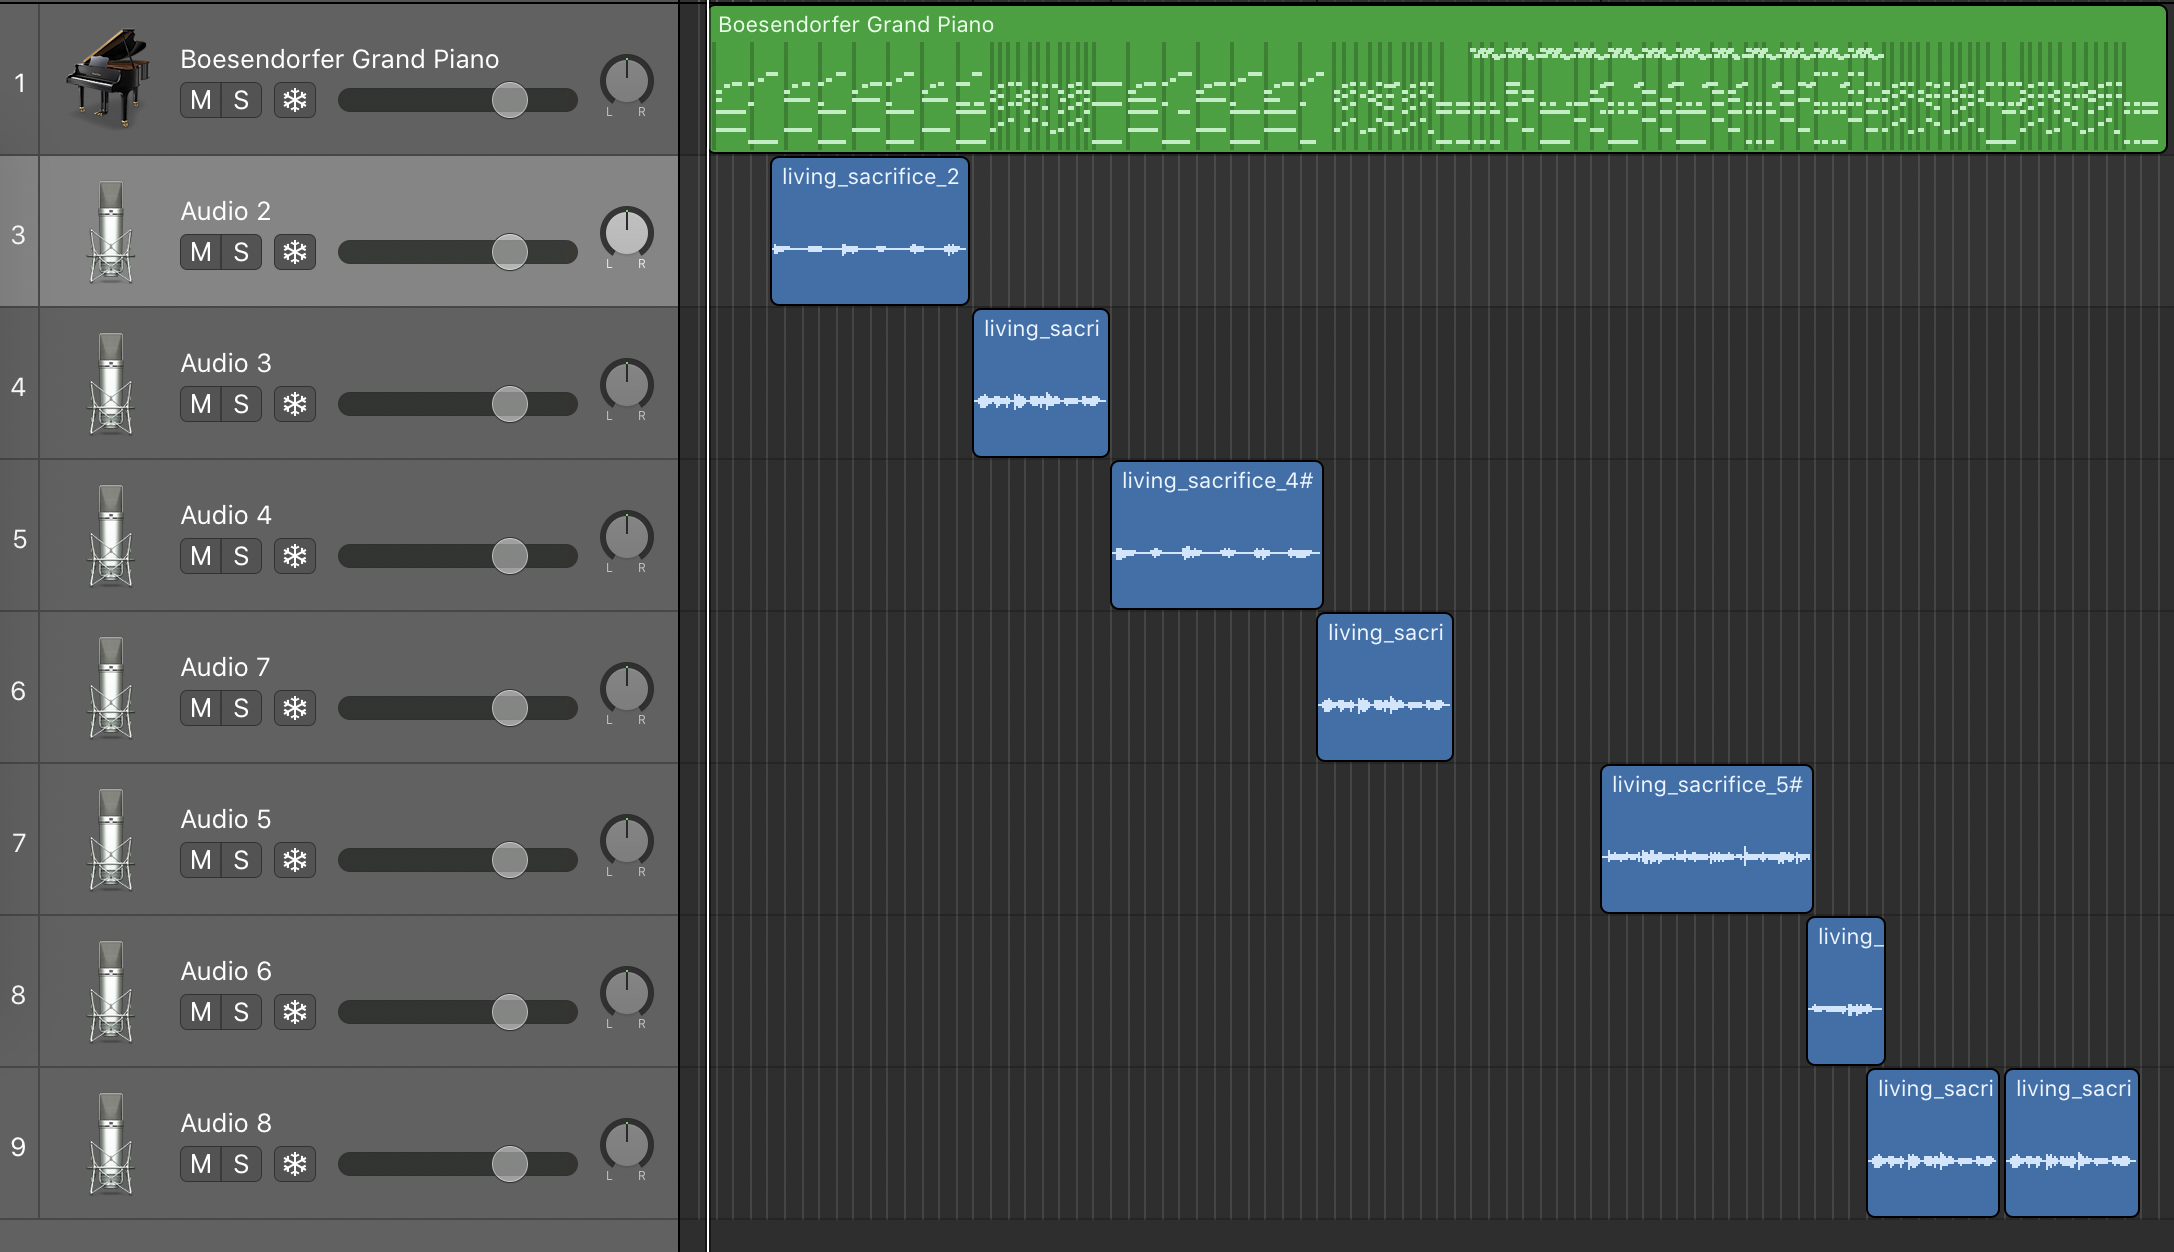 1
Boesendorfer Grand Piano
M S
L R
Boesendorfer Grand Piano
3
Audio 2
M S
L R
living_sacrifice_2
4
Audio 3
M S
L R
living_sacri
5
Audio 4
M S
L R
living_sacrifice_4#
6
Audio 7
M S
L R
living_sacri
7
Audio 5
M S
L R
living_sacrifice_5#
8
Audio 6
M S
L R
living_
9
Audio 8
M S
L R
living_sacri
living_sacri